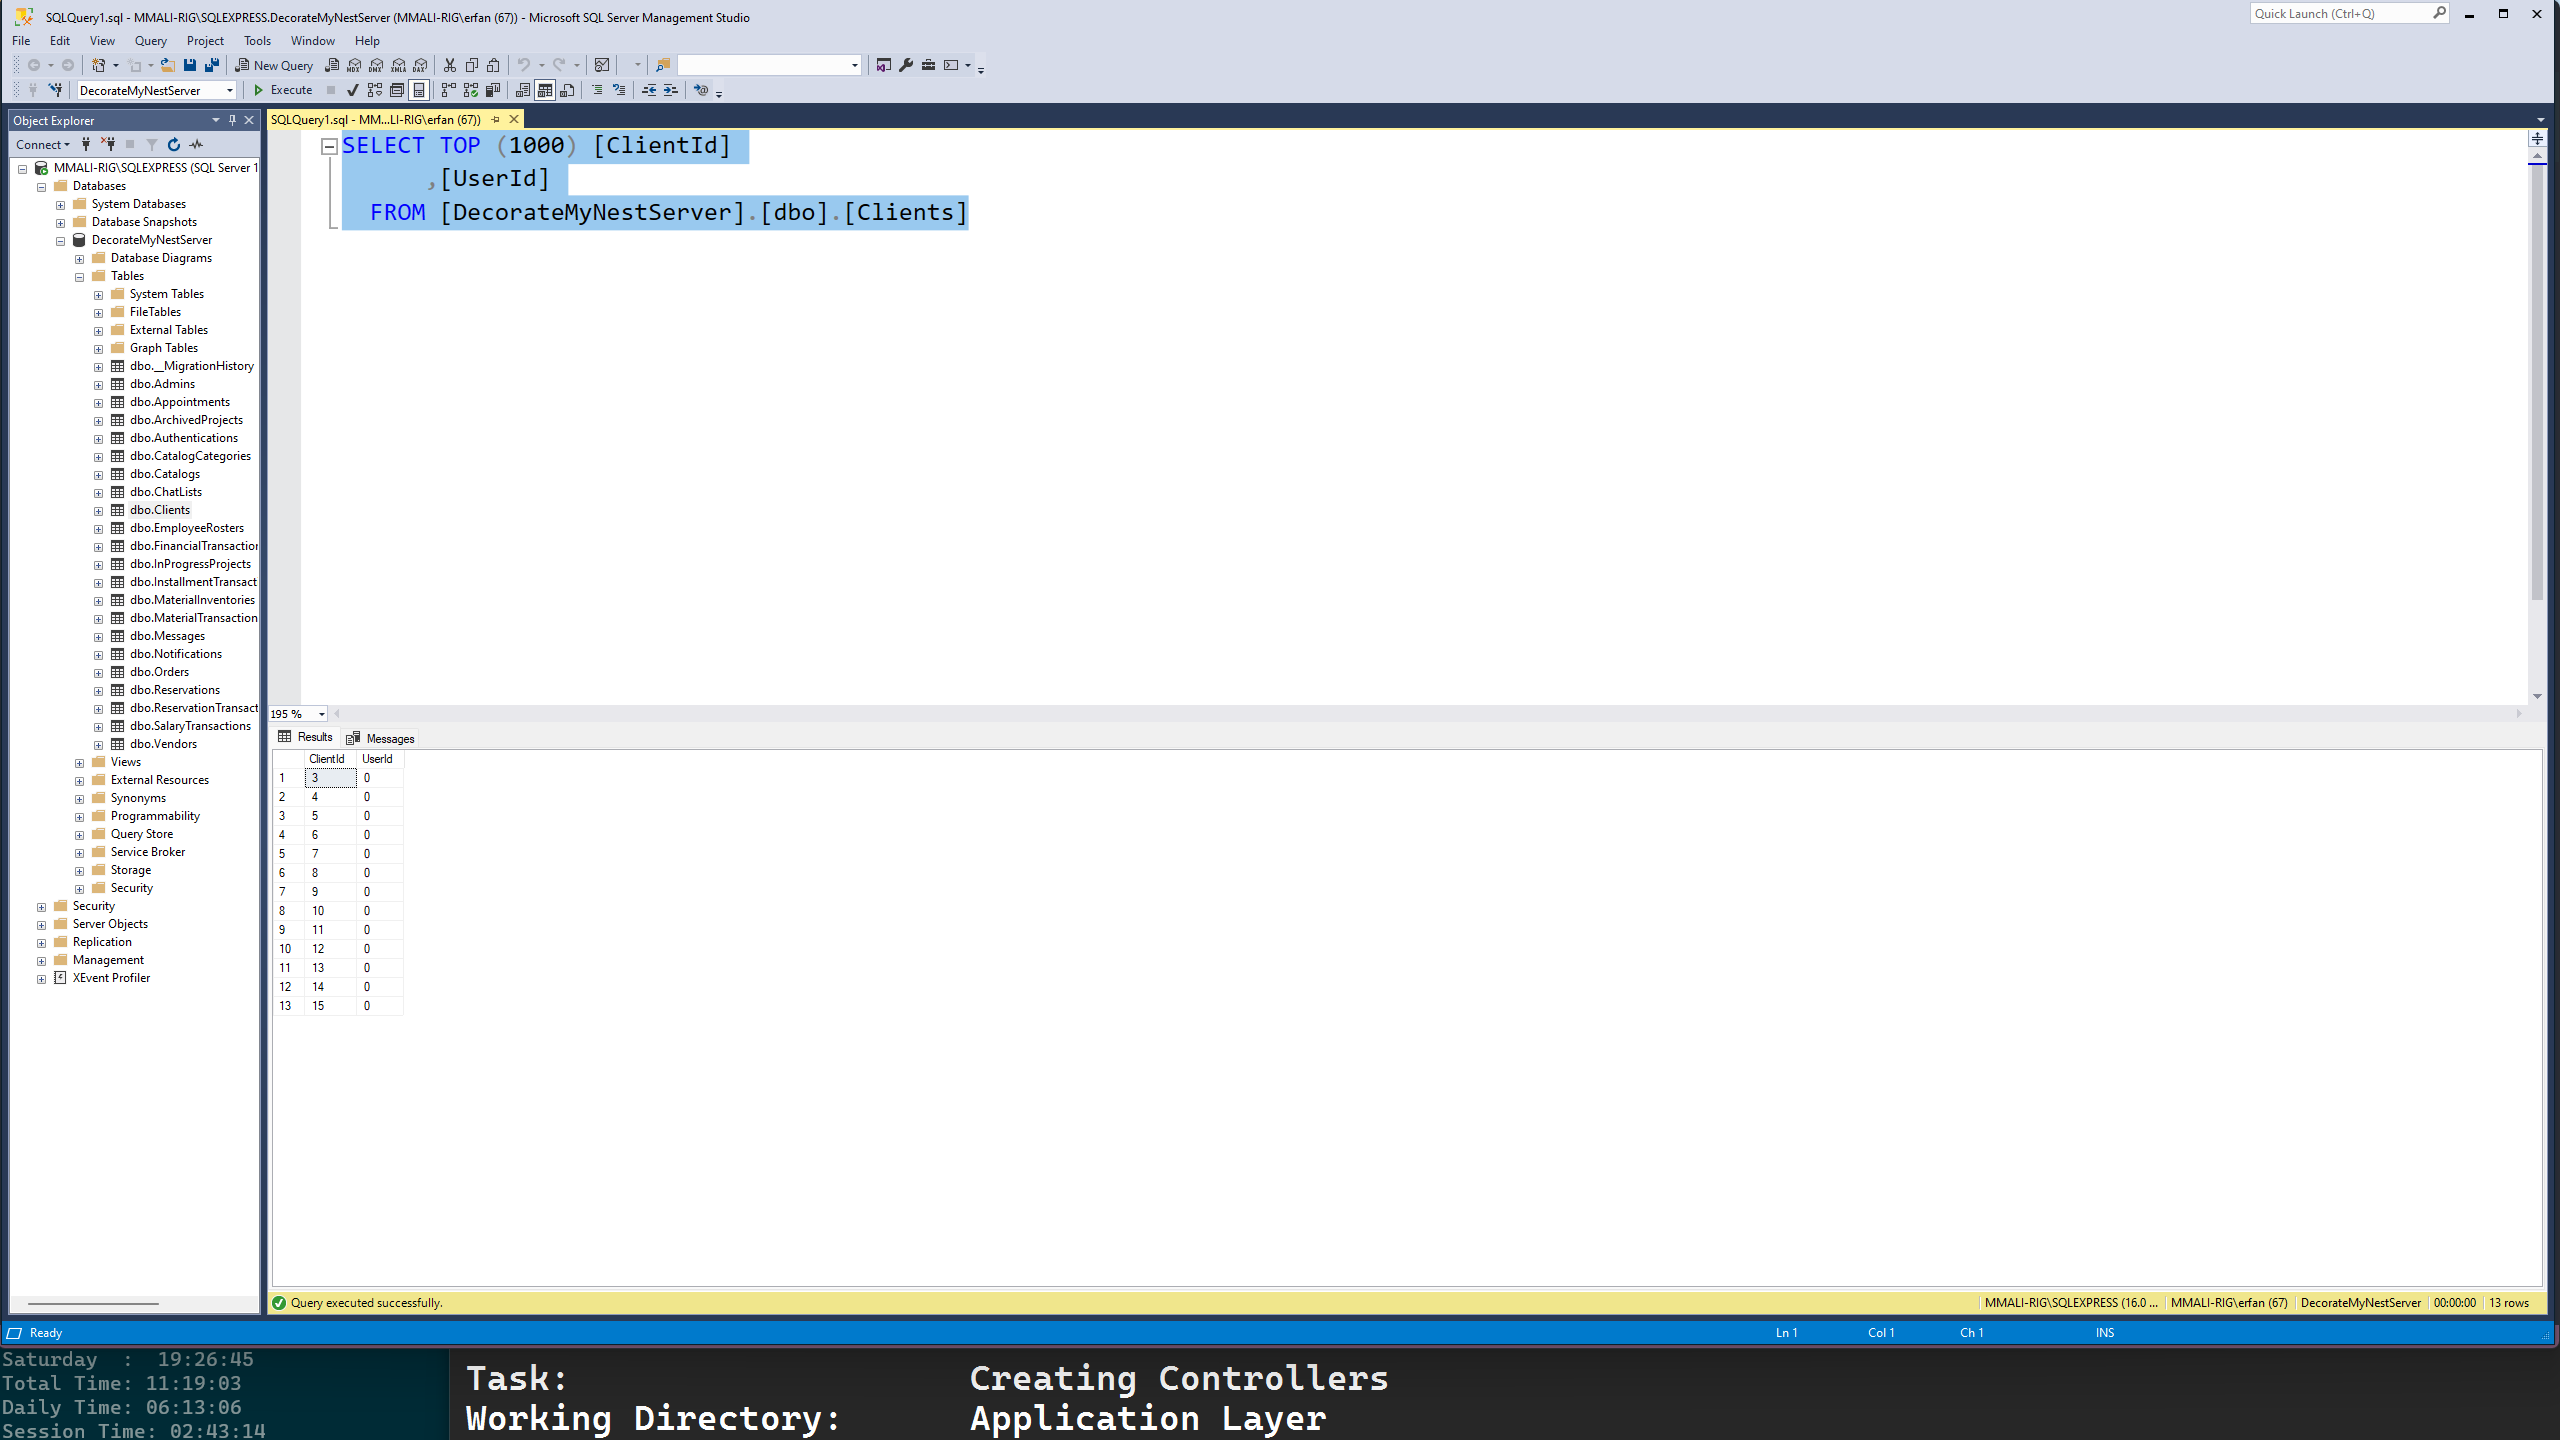 SQLQuery1.sql - MMALI-RIG\SQLEXPRESS.DecorateMyNestServer (MMALI-RIG\erfan (67)) - Microsoft SQL Server Management Studio
Quick Launch (Ctrl+Q)
File Edit View Query Project Tools Window Help
New Query
MDX DMX XMLA DAX
DecorateMyNestServer
Execute
Object Explorer
Connect
MMALI-RIG\SQLEXPRESS (SQL Server 1
Databases
System Databases
Database Snapshots
DecorateMyNestServer
Database Diagrams
Tables
System Tables
FileTables
External Tables
Graph Tables
dbo.__MigrationHistory
dbo.Admins
dbo.Appointments
dbo.ArchivedProjects
dbo.Authentications
dbo.CatalogCategories
dbo.Catalogs
dbo.ChatLists
dbo.Clients
dbo.EmployeeRosters
dbo.FinancialTransaction
dbo.InProgressProjects
dbo.InstallmentTransact
dbo.MaterialInventories
dbo.MaterialTransaction
dbo.Messages
dbo.Notifications
dbo.Orders
dbo.Reservations
dbo.ReservationTransact
dbo.SalaryTransactions
dbo.Vendors
Views
External Resources
Synonyms
Programmability
Query Store
Service Broker
Storage
Security
Security
Server Objects
Replication
Management
XEvent Profiler
SQLQuery1.sql - MM...LI-RIG\erfan (67))
SELECT TOP (1000) [ClientId]
,[UserId]
FROM [DecorateMyNestServer].[dbo].[Clients]
195 %
Results Messages
ClientId UserId
1 3 0
2 4 0
3 5 0
4 6 0
5 7 0
6 8 0
7 9 0
8 10 0
9 11 0
10 12 0
11 13 0
12 14 0
13 15 0
Query executed successfully.
MMALI-RIG\SQLEXPRESS (16.0 ... MMALI-RIG\erfan (67) DecorateMyNestServer 00:00:00 13 rows
Ready
Ln 1 Col 1 Ch 1 INS
Saturday : 19:26:45
Total Time: 11:19:03
Daily Time: 06:13:06
Session Time: 02:43:14
Task: Creating Controllers
Working Directory: Application Layer